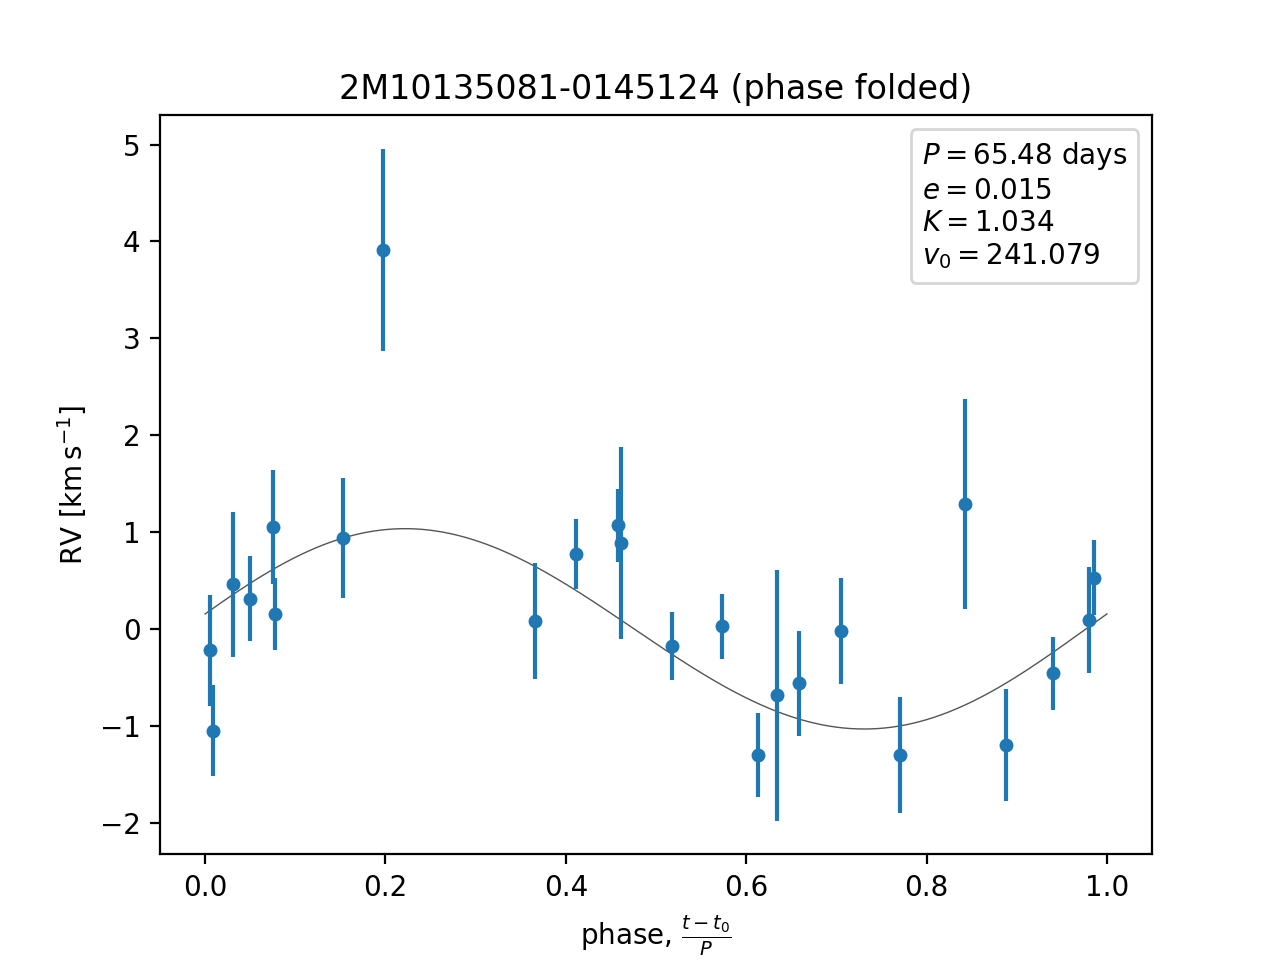 2M10135081-0145124 (phase folded)
P = 65.48 days
e = 0.015
K = 1.034
v₀ = 241.079
RV [km s⁻¹]
5
4
3
2
1
0
−1
−2
0.0 0.2 0.4 0.6 0.8 1.0
phase, (t − t₀)/P